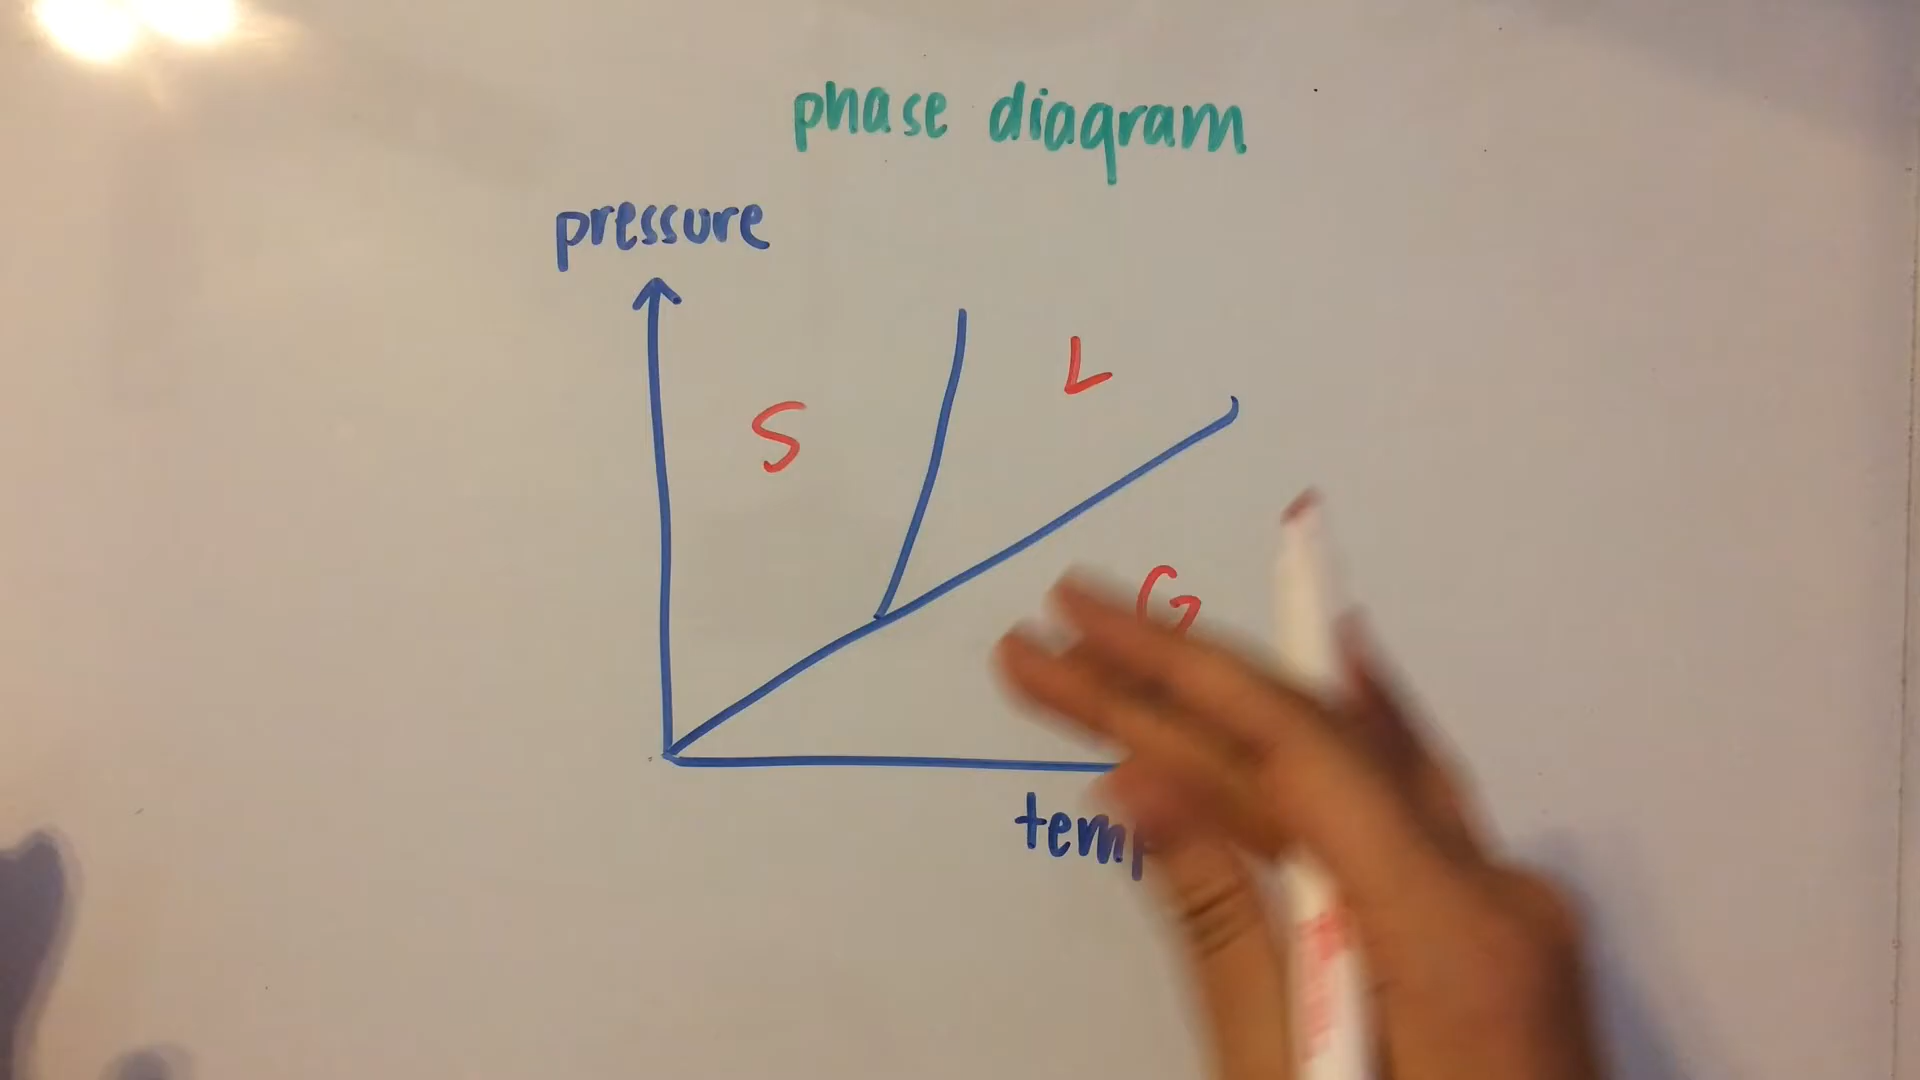 phase diagram
pressure
L
S
G
temp